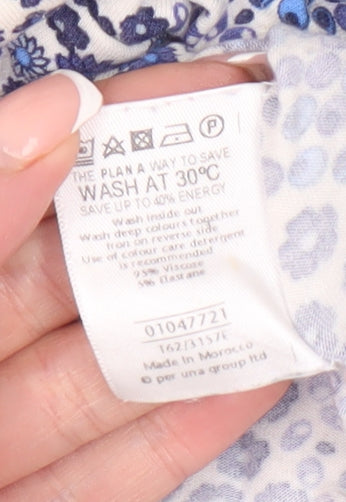 P
THE PLAN A WAY TO SAVE
WASH AT 30ºC
SAVE UP TO 40% ENERGY
Wash inside out
Wash deep colours together
Iron on reverse side
Use of colour care detergent
is recommended
95% Viscose
5% Elastane
01047721
Made in Morocco
© per una group ltd